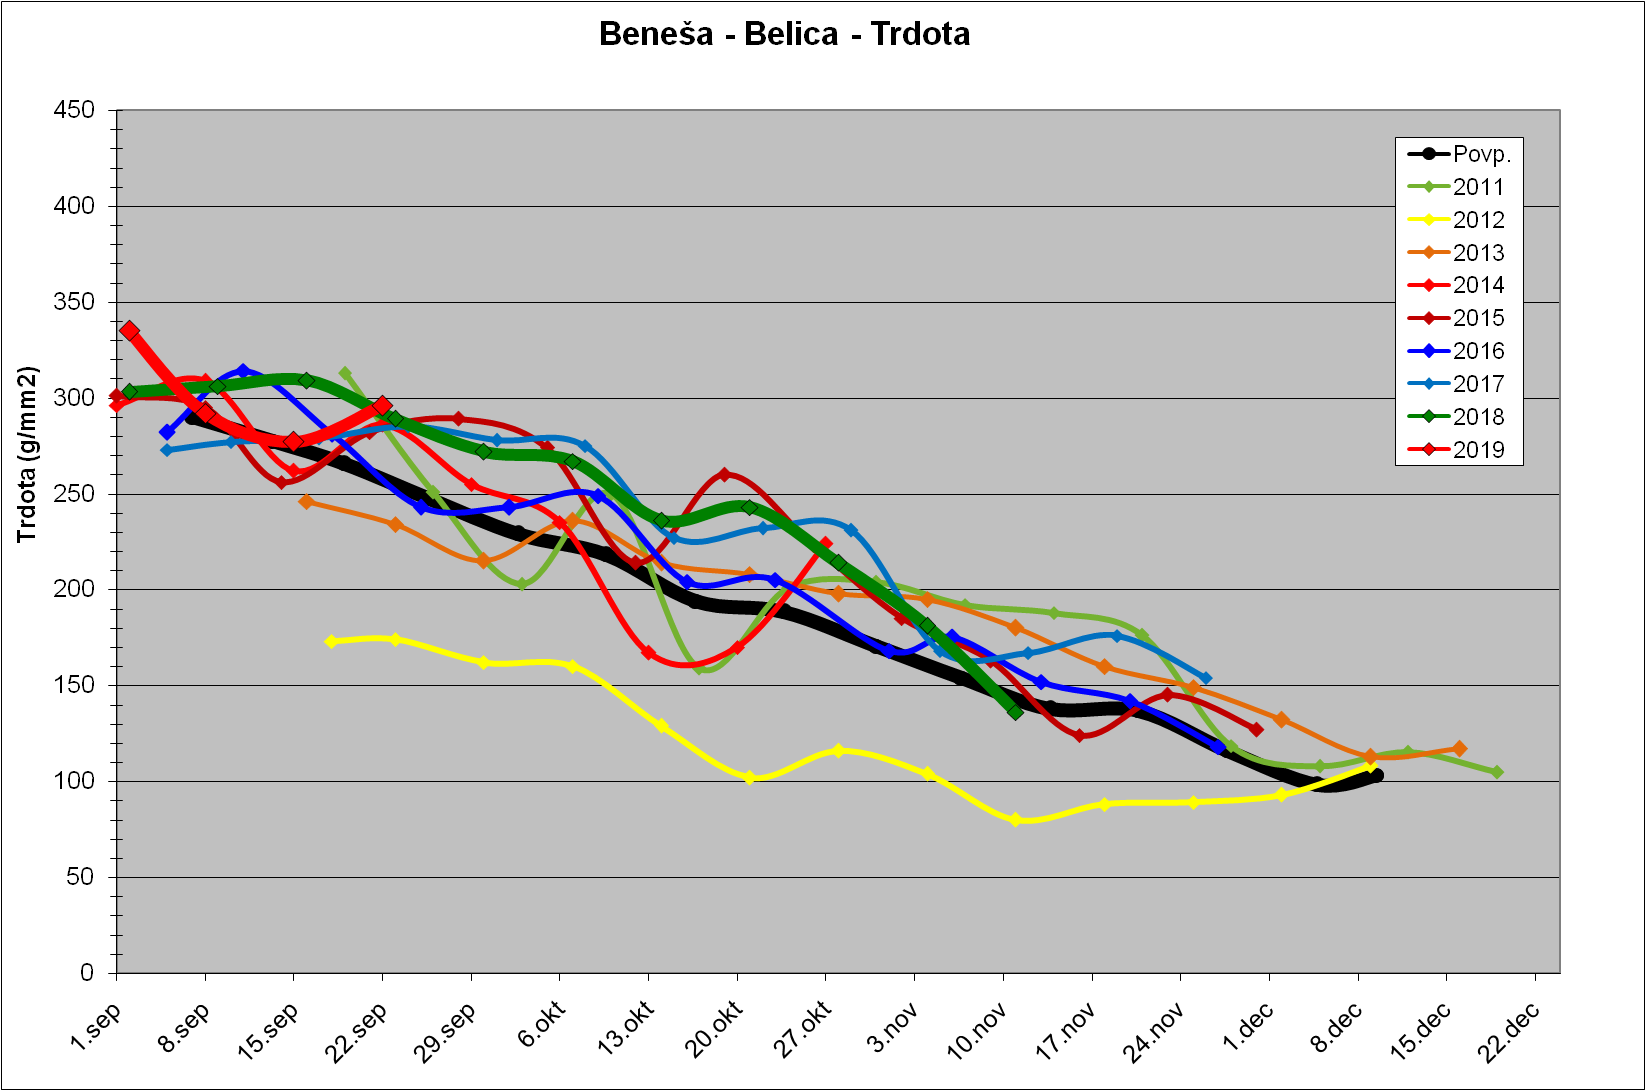 Beneša - Belica - Trdota
Trdota (g/mm2)
450
400
350
300
250
200
150
100
50
0
1.sep
8.sep
15.sep
22.sep
29.sep
6.okt
13.okt
20.okt
27.okt
3.nov
10.nov
17.nov
24.nov
1.dec
8.dec
15.dec
22.dec
Povp.
2011
2012
2013
2014
2015
2016
2017
2018
2019